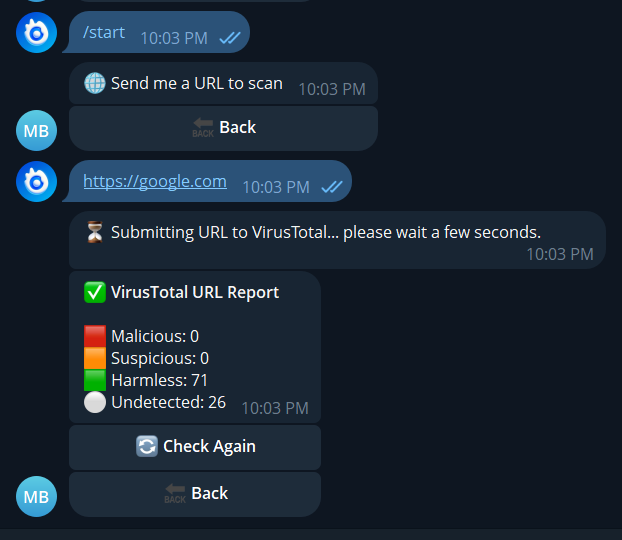 /start 10:03 PM
🌐 Send me a URL to scan 10:03 PM
MB
🔙 Back
https://google.com 10:03 PM
⏳ Submitting URL to VirusTotal... please wait a few seconds.
10:03 PM
✅ VirusTotal URL Report
🟥 Malicious: 0
🟧 Suspicious: 0
🟩 Harmless: 71
⚪ Undetected: 26 10:03 PM
🔄 Check Again
MB
🔙 Back